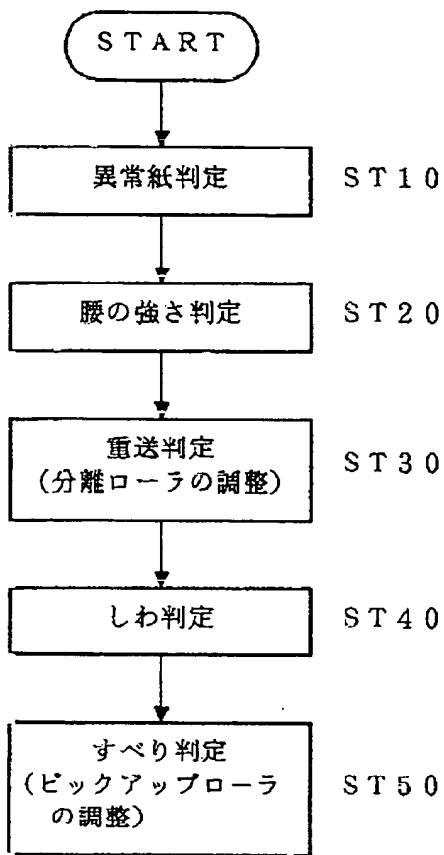 START
異常紙判定 ST10
腰の強さ判定 ST20
重送判定
(分離ローラの調整) ST30
しわ判定 ST40
すべり判定
(ピックアップローラ
の調整) ST50